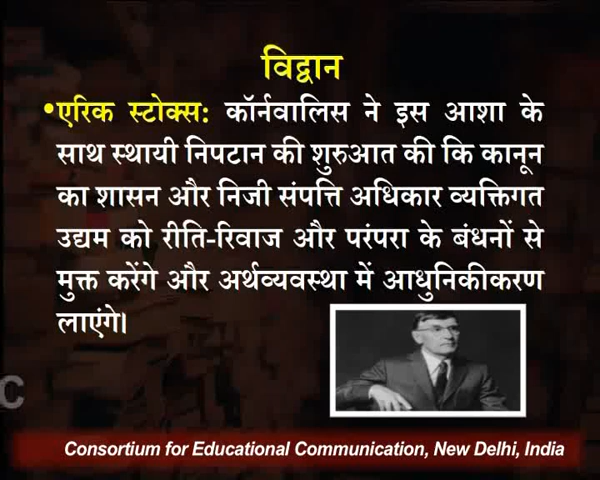 विद्वान
•एरिक स्टोक्स: कॉर्नवालिस ने इस आशा के
साथ स्थायी निपटान की शुरुआत की कि कानून
का शासन और निजी संपत्ति अधिकार व्यक्तिगत
उद्यम को रीति-रिवाज और परंपरा के बंधनों से
मुक्त करेंगे और अर्थव्यवस्था में आधुनिकीकरण
लाएंगे।
C
Consortium for Educational Communication, New Delhi, India